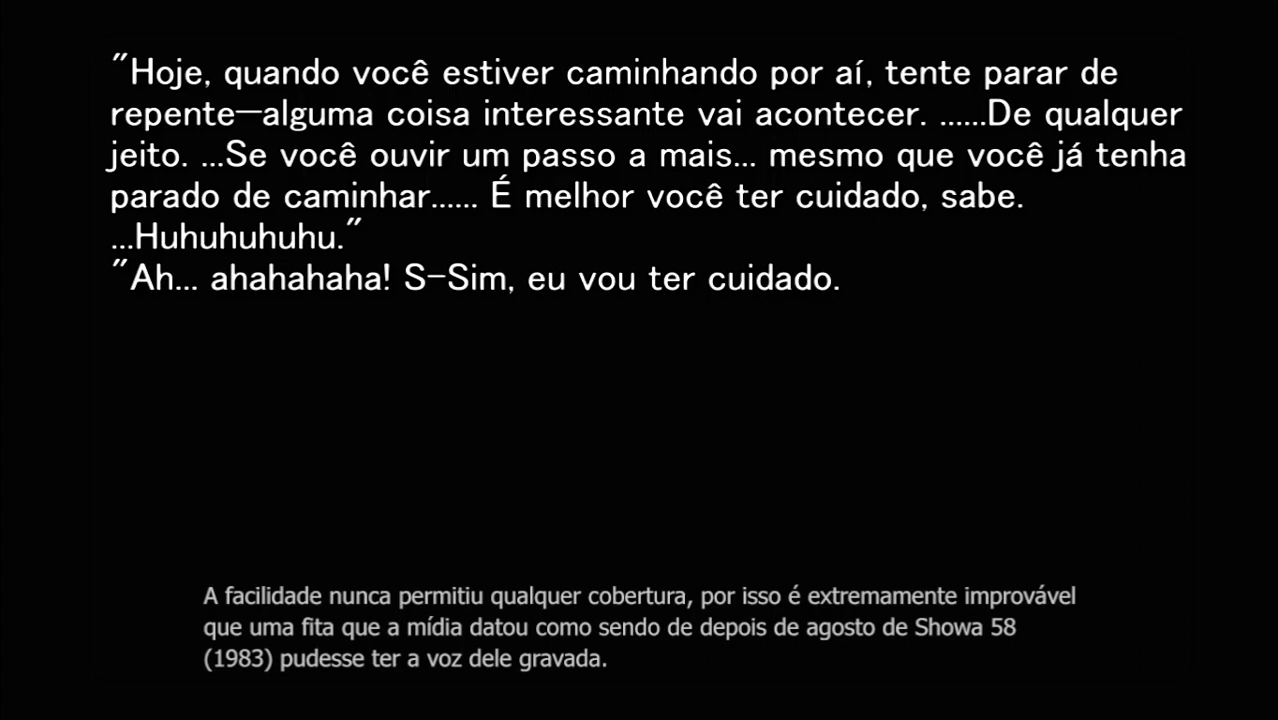 "Hoje, quando você estiver caminhando por aí, tente parar de
repente—alguma coisa interessante vai acontecer. ......De qualquer
jeito. ...Se você ouvir um passo a mais... mesmo que você já tenha
parado de caminhar...... É melhor você ter cuidado, sabe.
...Huhuhuhuhu."
"Ah... ahahahaha! S-Sim, eu vou ter cuidado.
A facilidade nunca permitiu qualquer cobertura, por isso é extremamente improvável
que uma fita que a mídia datou como sendo de depois de agosto de Showa 58
(1983) pudesse ter a voz dele gravada.